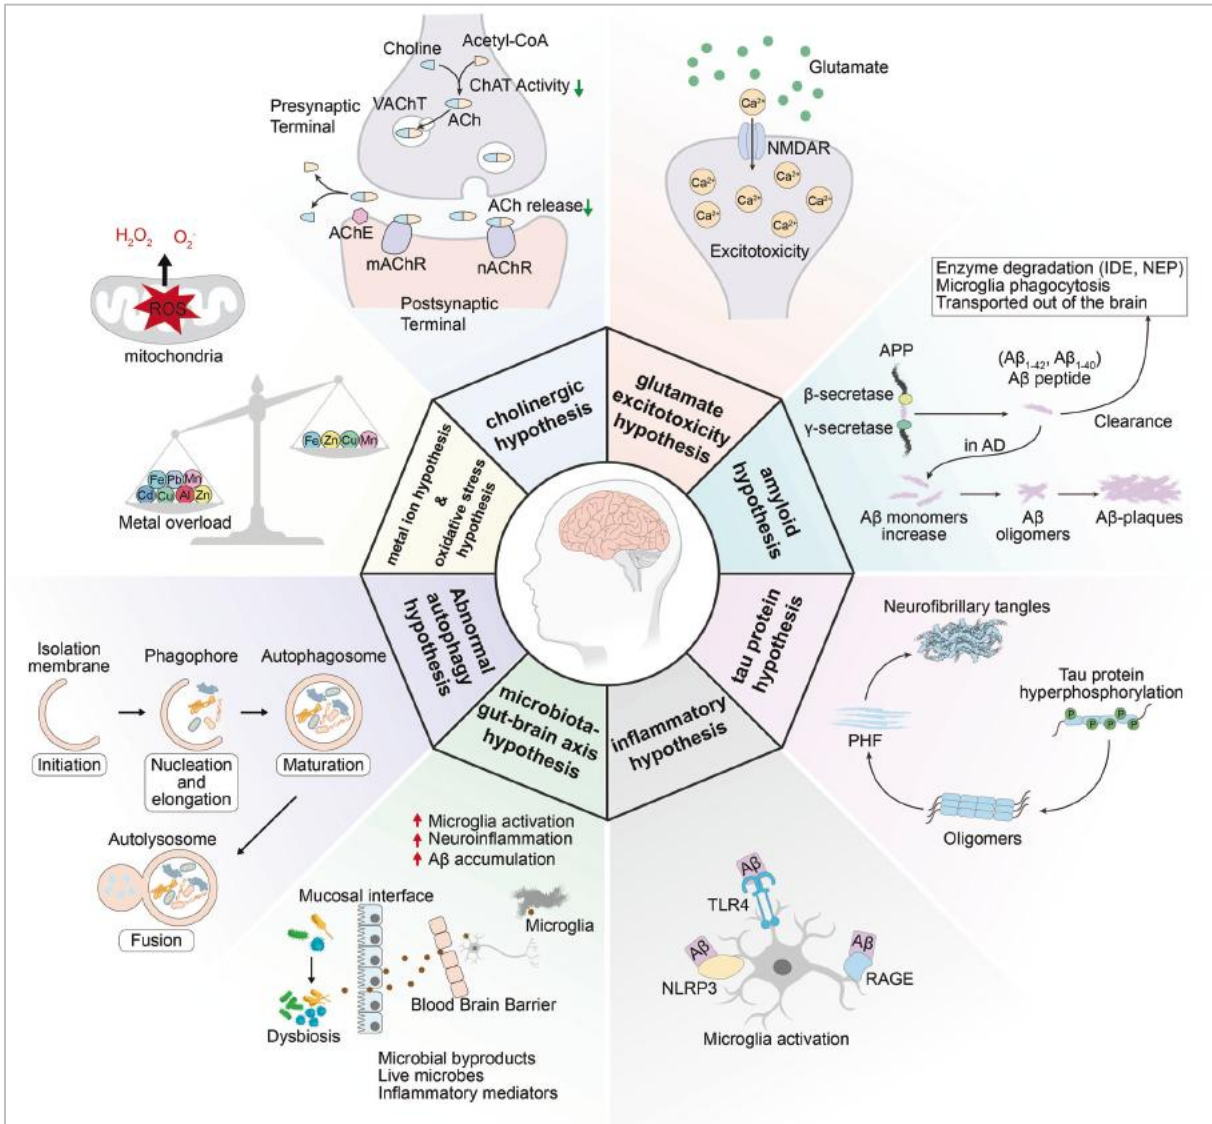 Choline
Acetyl-CoA
ChAT Activity
VAChT
ACh
Presynaptic
Terminal
ACh release
AChE
mAChR
nAChR
Postsynaptic
Terminal
Glutamate
Ca²⁺
NMDAR
Ca²⁺
Ca²⁺
Ca²⁺
Ca²⁺
Ca²⁺
Ca²⁺
Excitotoxicity
Enzyme degradation (IDE, NEP)
Microglia phagocytosis
Transported out of the brain
APP
(Aβ₁₋₄₂, Aβ₁₋₄₀)
Aβ peptide
β-secretase
γ-secretase
Clearance
in AD
Aβ monomers
increase
Aβ
oligomers
Aβ-plaques
H₂O₂
O₂⁻
ROS
mitochondria
Fe Zn Cu Mn
Fe Pb Mn
Cd Cu Al Zn
Metal overload
cholinergic
hypothesis
glutamate
excitotoxicity
hypothesis
amyloid
hypothesis
tau protein
hypothesis
inflammatory
hypothesis
microbiota-
gut-brain axis
hypothesis
Abnormal
autophagy
hypothesis
metal ion hypothesis
&
oxidative stress
hypothesis
Neurofibrillary tangles
Tau protein
hyperphosphorylation
P P P P P
PHF
Oligomers
Isolation
membrane
Phagophore
Autophagosome
Initiation
Nucleation
and
elongation
Maturation
Autolysosome
Fusion
Microglia activation
Neuroinflammation
Aβ accumulation
Mucosal interface
Microglia
Blood Brain Barrier
Dysbiosis
Microbial byproducts
Live microbes
Inflammatory mediators
Aβ
TLR4
Aβ
NLRP3
Aβ
RAGE
Microglia activation